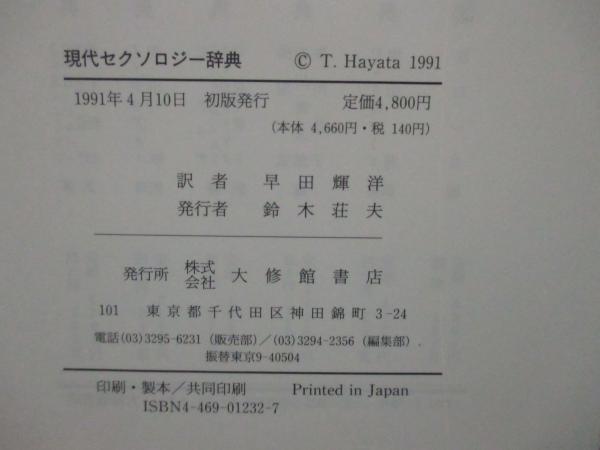 現代セクソロジー辞典 © T. Hayata 1991
1991年4月10日 初版発行 定価4,800円
(本体 4,660円・税 140円)
訳者 早田輝洋
発行者 鈴木荘夫
発行所 株式会社 大修館書店
101 東京都千代田区神田錦町 3-24
電話(03)3295-6231(販売部)/(03)3294-2356(編集部).
振替東京9-40504
印刷・製本/共同印刷 Printed in Japan
ISBN4-469-01232-7